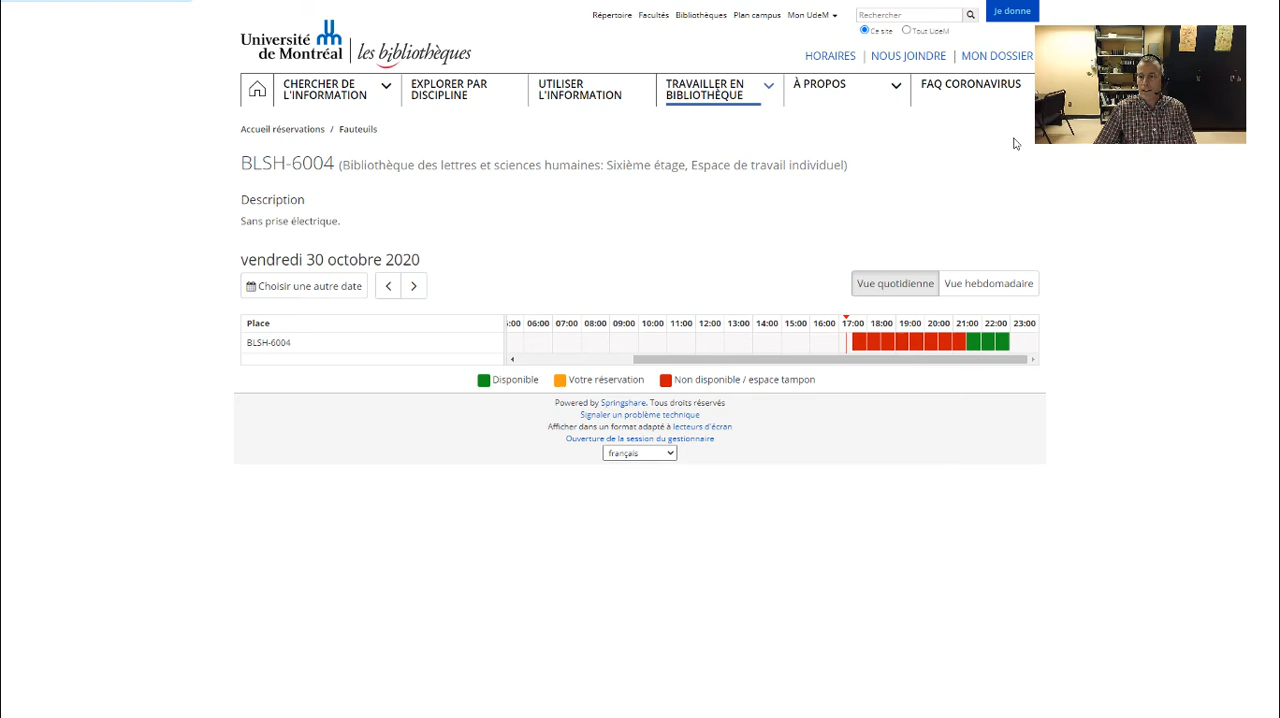 Répertoire Facultés Bibliothèques Plan campus Mon UdeM
Rechercher
Je donne
Ce site Tout UdeM
Université de Montréal
les bibliothèques
HORAIRES NOUS JOINDRE MON DOSSIER
CHERCHER DE L'INFORMATION
EXPLORER PAR DISCIPLINE
UTILISER L'INFORMATION
TRAVAILLER EN BIBLIOTHÈQUE
À PROPOS
FAQ CORONAVIRUS
Accueil réservations / Fauteuils
BLSH-6004 (Bibliothèque des lettres et sciences humaines: Sixième étage, Espace de travail individuel)
Description
Sans prise électrique.
vendredi 30 octobre 2020
Choisir une autre date
Vue quotidienne Vue hebdomadaire
Place :00 06:00 07:00 08:00 09:00 10:00 11:00 12:00 13:00 14:00 15:00 16:00 17:00 18:00 19:00 20:00 21:00 22:00 23:00
BLSH-6004
Disponible Votre réservation Non disponible / espace tampon
Powered by Springshare. Tous droits réservés
Signaler un problème technique
Afficher dans un format adapté à lecteurs d'écran
Ouverture de la session du gestionnaire
français